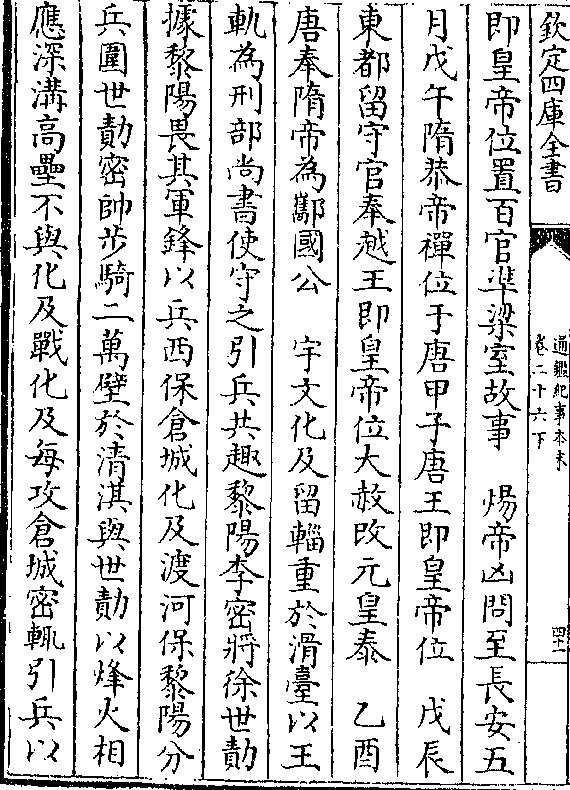 欽定四庫全書
通鑑紀事本末
卷二十六下
四十二
即皇帝位置百官準梁室故事　煬帝凶問至長安五
月戊午隋恭帝禪位于唐甲子唐王即皇帝位　戊辰
東都留守官奉越王即皇帝位大赦改元皇泰　乙酉
唐奉隋帝為酅國公　宇文化及留輜重於滑臺以王
軌為刑部尚書使守之引兵共趣黎陽李密將徐世勣
據黎陽畏其軍鋒以兵西保倉城化及渡河保黎陽分
兵圍世勣密帥步騎二萬壁於清淇與世勣以烽火相
應深溝高壘不與化及戰化及每攻倉城密輒引兵以